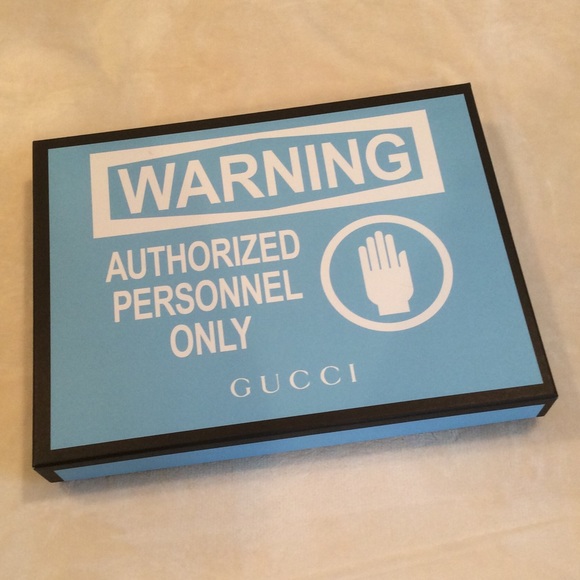 WARNING
AUTHORIZED
PERSONNEL
ONLY
GUCCI